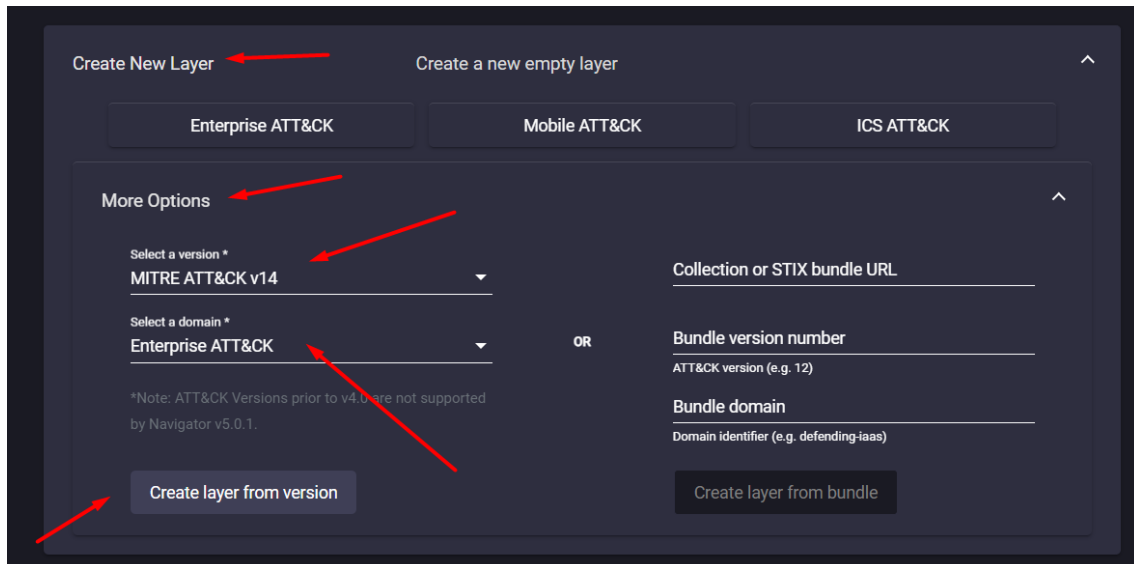 Create New Layer
Create a new empty layer
Enterprise ATT&CK
Mobile ATT&CK
ICS ATT&CK
More Options
Select a version *
MITRE ATT&CK v14
Select a domain *
Enterprise ATT&CK
*Note: ATT&CK Versions prior to v4.0 are not supported
by Navigator v5.0.1.
Create layer from version
OR
Collection or STIX bundle URL
Bundle version number
ATT&CK version (e.g. 12)
Bundle domain
Domain identifier (e.g. defending-iaas)
Create layer from bundle